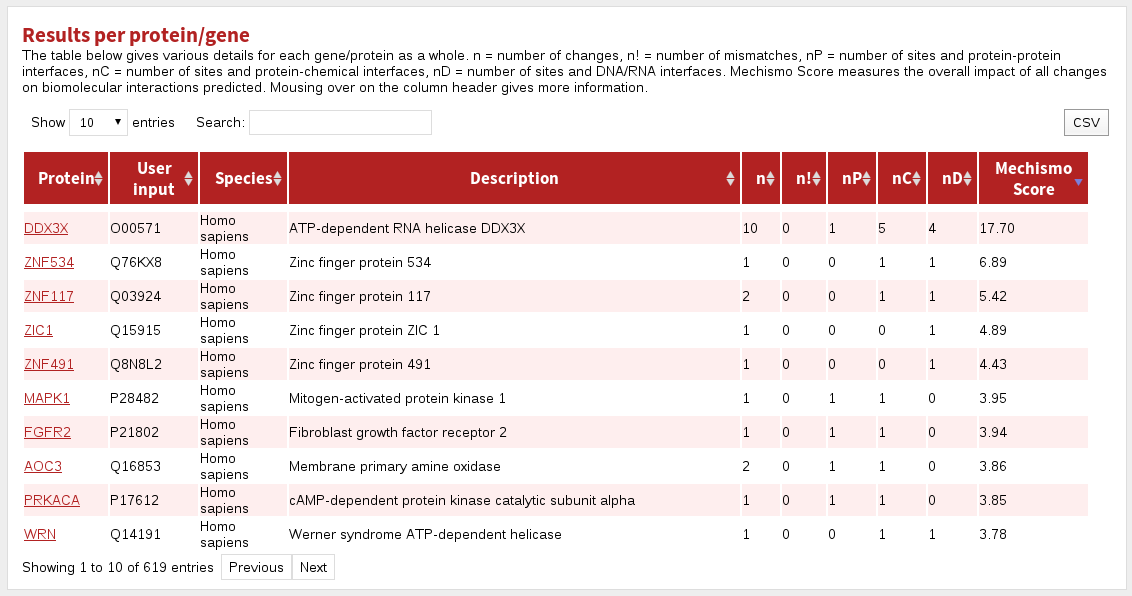 Results per protein/gene
The table below gives various details for each gene/protein as a whole. n = number of changes, n! = number of mismatches, nP = number of sites and protein-protein
interfaces, nC = number of sites and protein-chemical interfaces, nD = number of sites and DNA/RNA interfaces. Mechismo Score measures the overall impact of all changes
on biomolecular interactions predicted. Mousing over on the column header gives more information.
Show 10 entries Search: CSV
Protein User input Species Description n n! nP nC nD Mechismo Score
DDX3X O00571 Homo sapiens ATP-dependent RNA helicase DDX3X 10 0 1 5 4 17.70
ZNF534 Q76KX8 Homo sapiens Zinc finger protein 534 1 0 0 1 1 6.89
ZNF117 Q03924 Homo sapiens Zinc finger protein 117 2 0 0 1 1 5.42
ZIC1 Q15915 Homo sapiens Zinc finger protein ZIC 1 1 0 0 0 1 4.89
ZNF491 Q8N8L2 Homo sapiens Zinc finger protein 491 1 0 0 0 1 4.43
MAPK1 P28482 Homo sapiens Mitogen-activated protein kinase 1 1 0 1 1 0 3.95
FGFR2 P21802 Homo sapiens Fibroblast growth factor receptor 2 1 0 1 1 0 3.94
AOC3 Q16853 Homo sapiens Membrane primary amine oxidase 2 0 1 1 0 3.86
PRKACA P17612 Homo sapiens cAMP-dependent protein kinase catalytic subunit alpha 1 0 1 1 0 3.85
WRN Q14191 Homo sapiens Werner syndrome ATP-dependent helicase 1 0 0 1 1 3.78
Showing 1 to 10 of 619 entries Previous Next